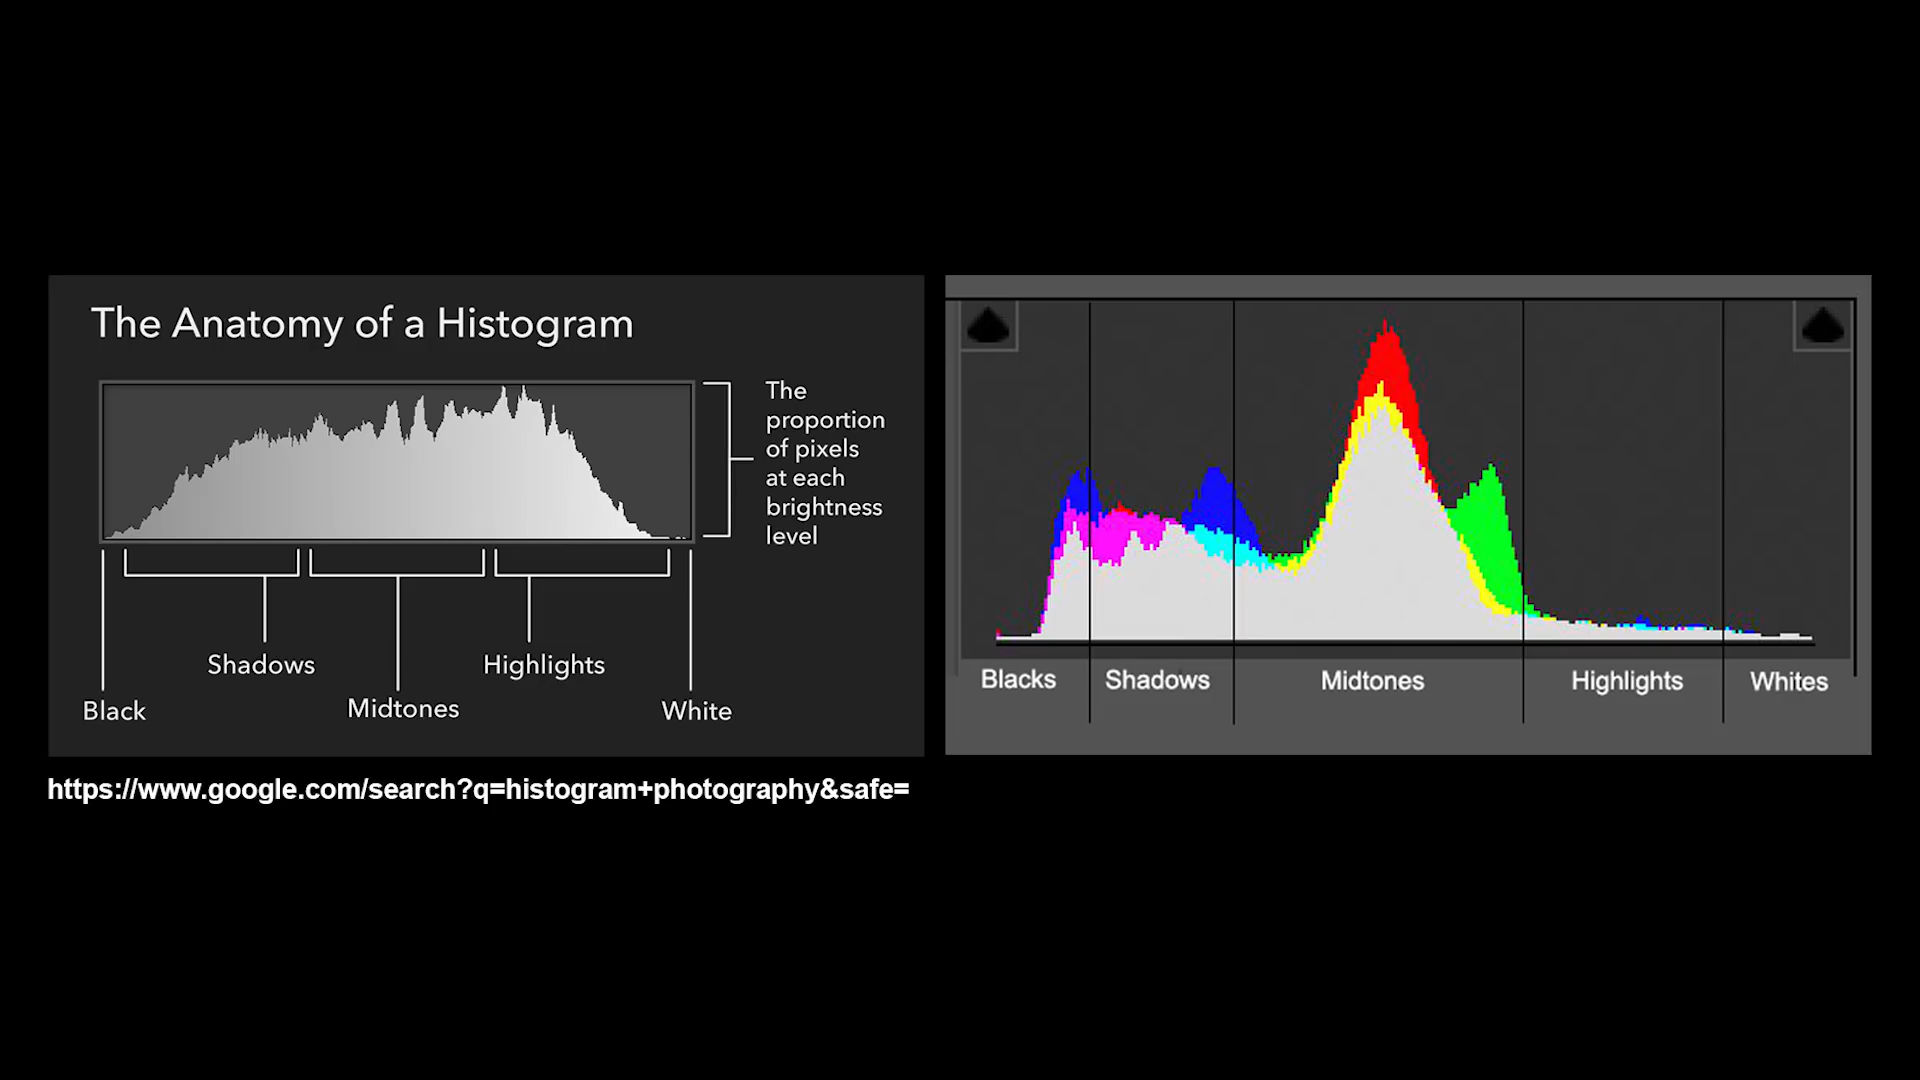 The Anatomy of a Histogram
The
proportion
of pixels
at each
brightness
level
Shadows
Highlights
Black
Midtones
White
Blacks
Shadows
Midtones
Highlights
Whites
https://www.google.com/search?q=histogram+photography&safe=